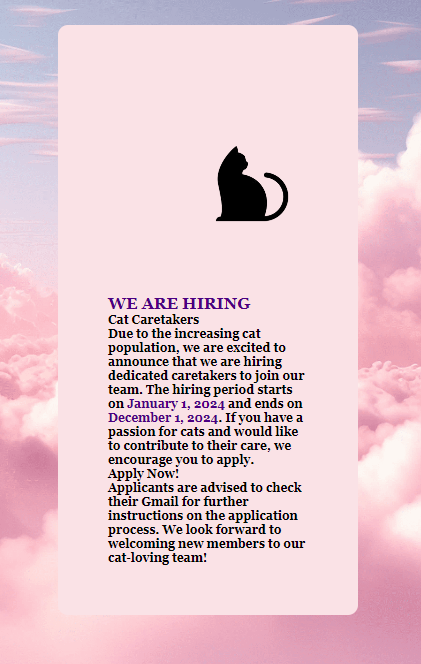 WE ARE HIRING
Cat Caretakers
Due to the increasing cat
population, we are excited to
announce that we are hiring
dedicated caretakers to join our
team. The hiring period starts
on January 1, 2024 and ends on
December 1, 2024. If you have a
passion for cats and would like
to contribute to their care, we
encourage you to apply.
Apply Now!
Applicants are advised to check
their Gmail for further
instructions on the application
process. We look forward to
welcoming new members to our
cat-loving team!